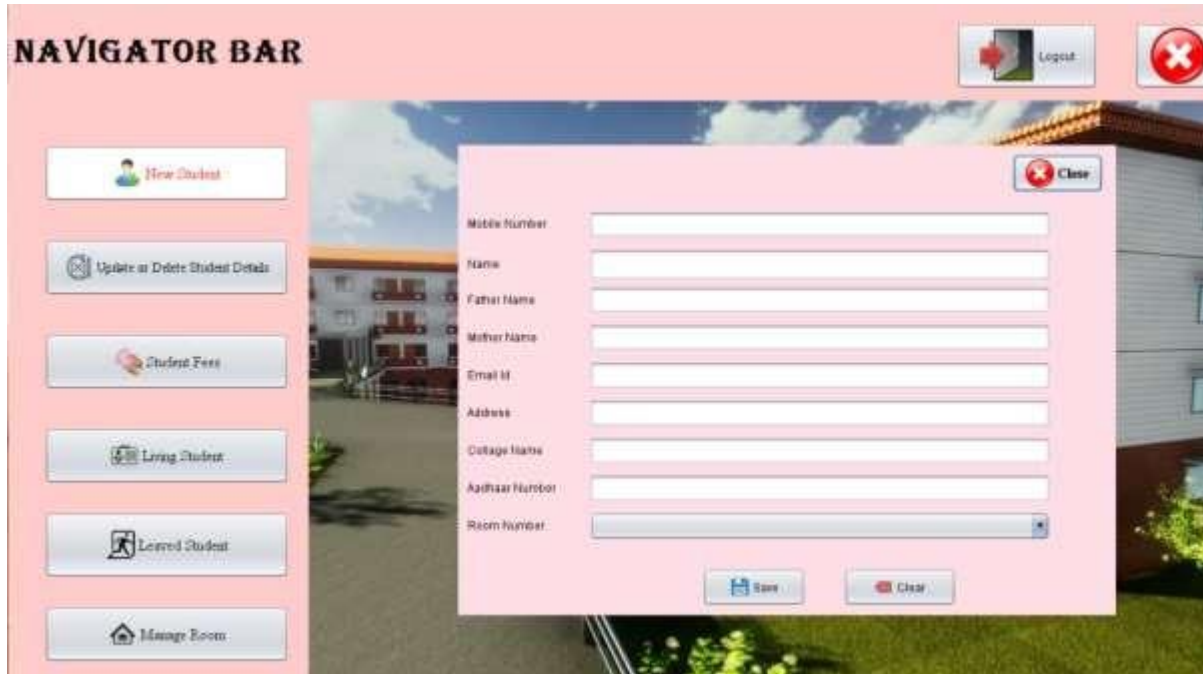 NAVIGATOR BAR
Logout
New Student
Update or Delete Student Details
Student Fees
Living Student
Leaved Student
Manage Room
Close
Mobile Number
Name
Father Name
Mother Name
Email Id
Address
Collage Name
Aadhaar Number
Room Number
Save
Clear